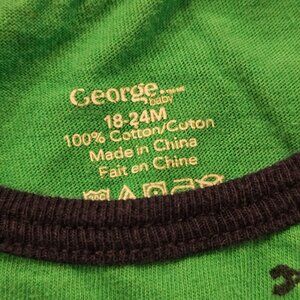 George.
baby
18-24M
100% Cotton/Coton
Made in China
Fait en Chine